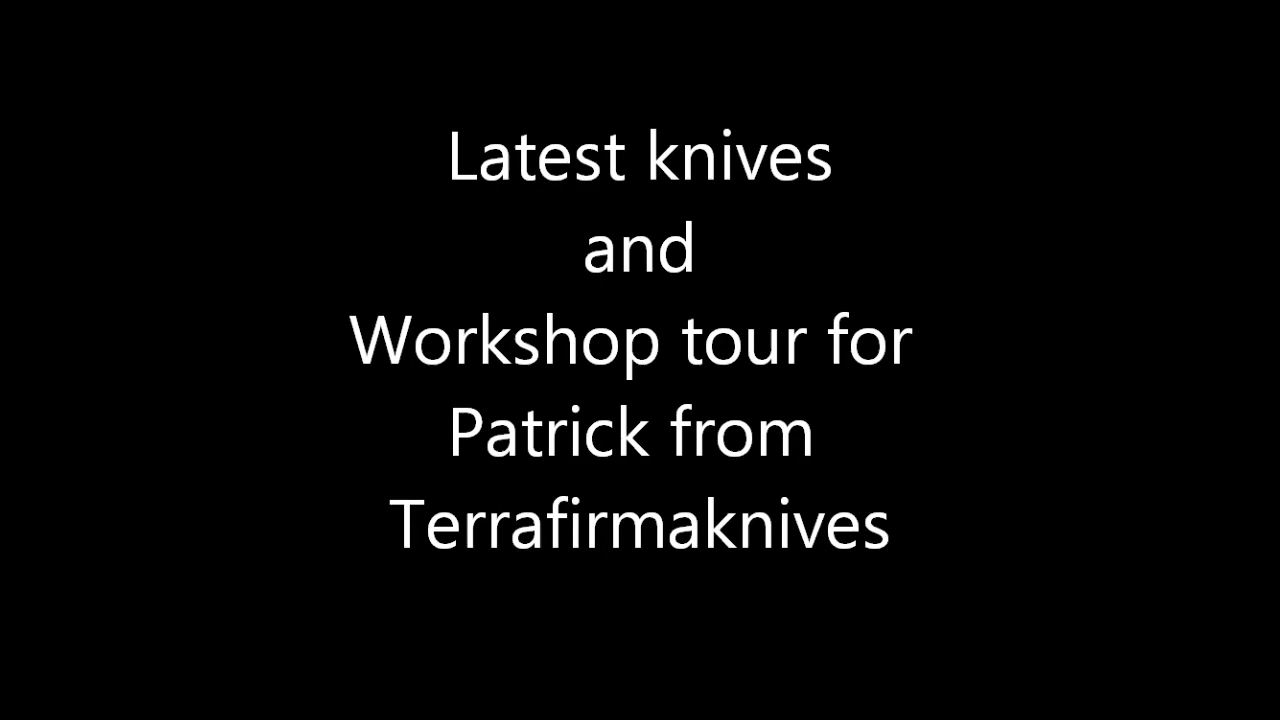 Latest knives
and
Workshop tour for
Patrick from
Terrafirmaknives